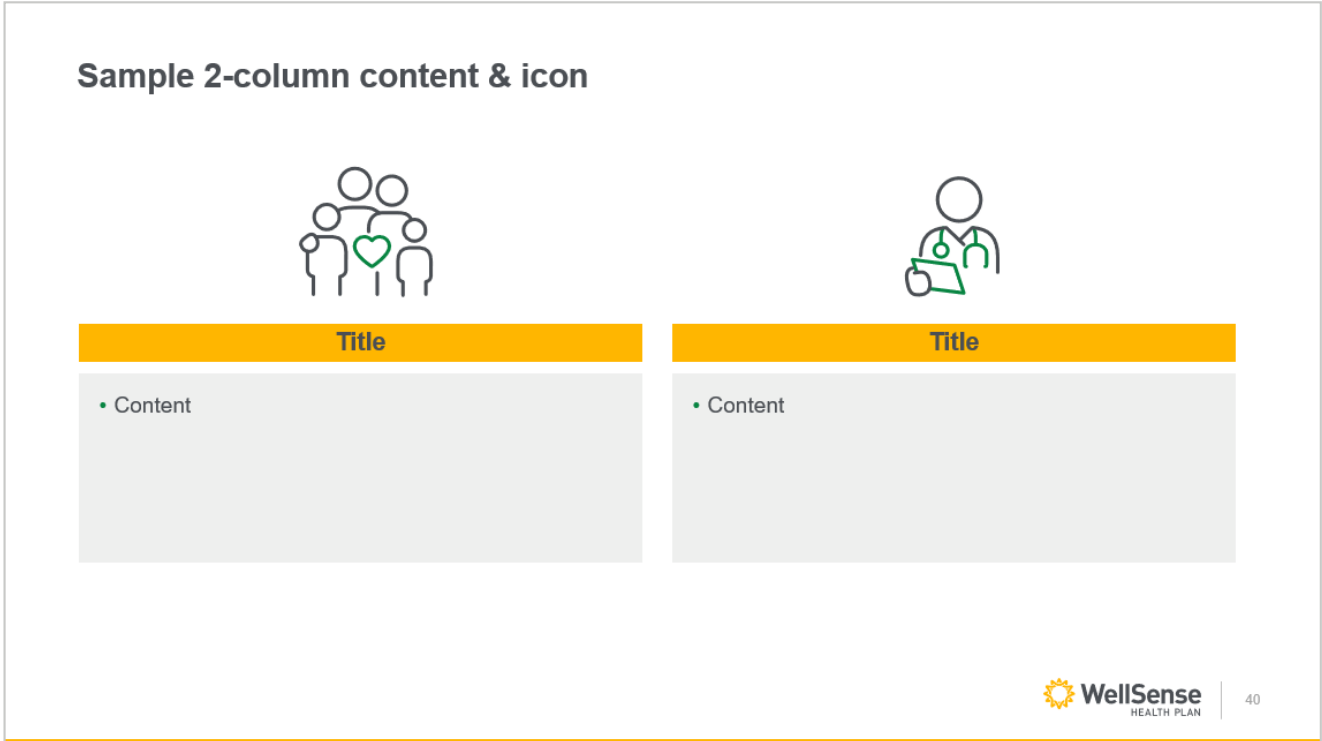 Sample 2-column content & icon
Title
• Content
Title
• Content
WellSense
HEALTH PLAN
40